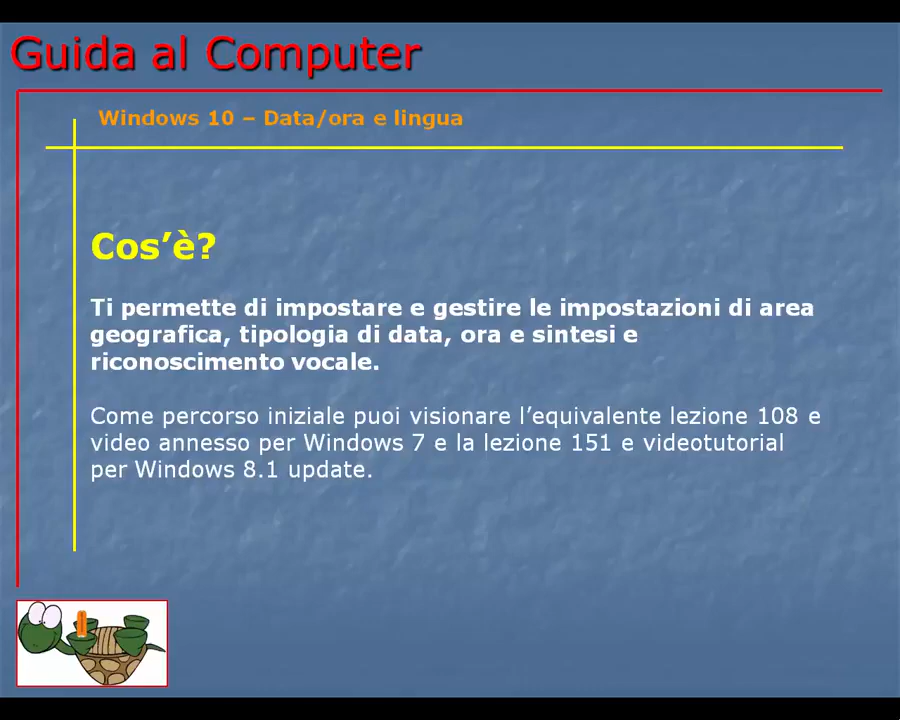 Guida al Computer
Windows 10 – Data/ora e lingua
Cos’è?
Ti permette di impostare e gestire le impostazioni di area
geografica, tipologia di data, ora e sintesi e
riconoscimento vocale.
Come percorso iniziale puoi visionare l’equivalente lezione 108 e
video annesso per Windows 7 e la lezione 151 e videotutorial
per Windows 8.1 update.